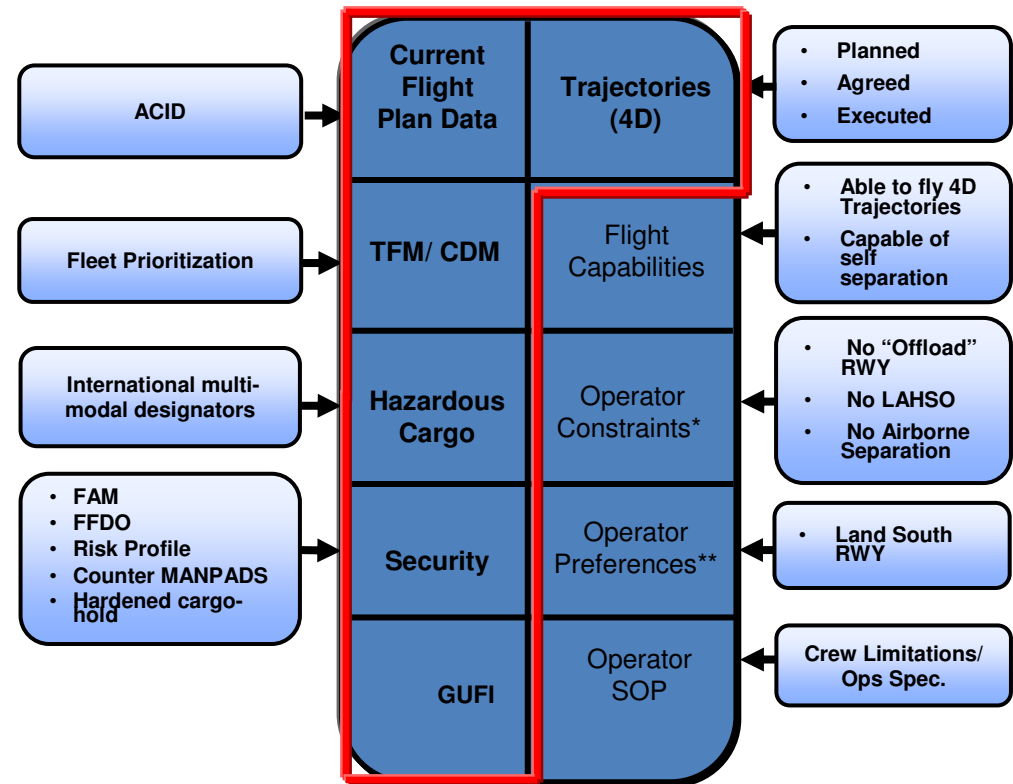 ACID
Fleet Prioritization
International multi-
modal designators
• FAM
• FFDO
• Risk Profile
• Counter MANPADS
• Hardened cargo-
hold
Current
Flight
Plan Data
Trajectories
(4D)
TFM/ CDM
Flight
Capabilities
Hazardous
Cargo
Operator
Constraints*
Security
Operator
Preferences**
GUFI
Operator
SOP
• Planned
• Agreed
• Executed
• Able to fly 4D
Trajectories
• Capable of
self
separation
• No “Offload”
RWY
• No LAHSO
• No Airborne
Separation
• Land South
RWY
Crew Limitations/
Ops Spec.